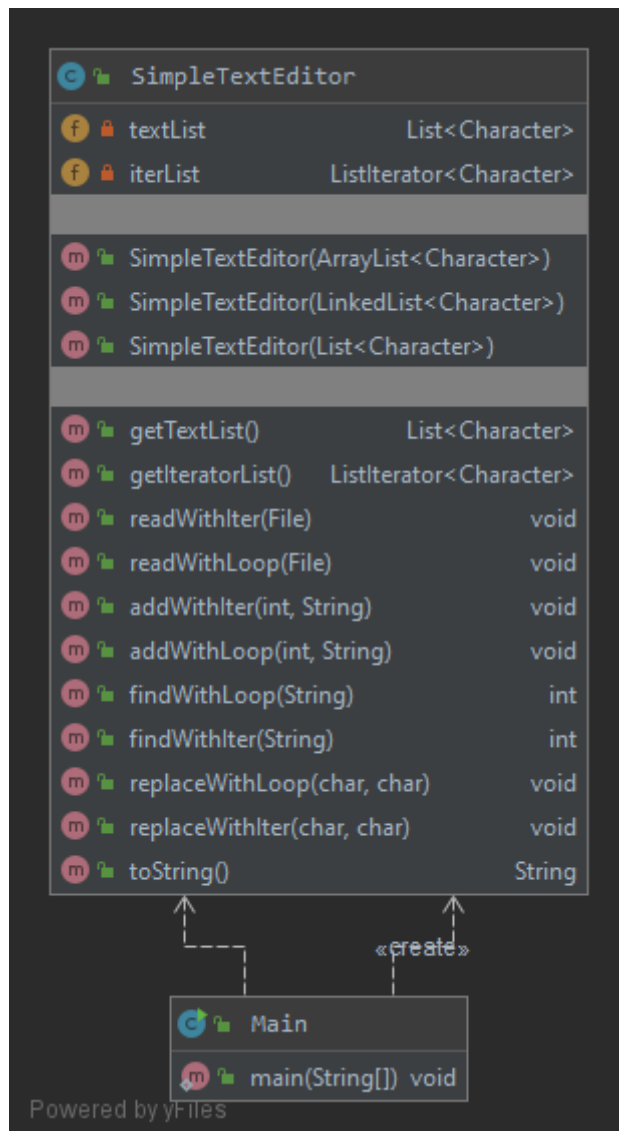 SimpleTextEditor
textList List<Character>
iterList ListIterator<Character>
SimpleTextEditor(ArrayList<Character>)
SimpleTextEditor(LinkedList<Character>)
SimpleTextEditor(List<Character>)
getTextList() List<Character>
getIteratorList() ListIterator<Character>
readWithIter(File) void
readWithLoop(File) void
addWithIter(int, String) void
addWithLoop(int, String) void
findWithLoop(String) int
findWithIter(String) int
replaceWithLoop(char, char) void
replaceWithIter(char, char) void
toString() String
«create»
Main
main(String[]) void
Powered by yFiles